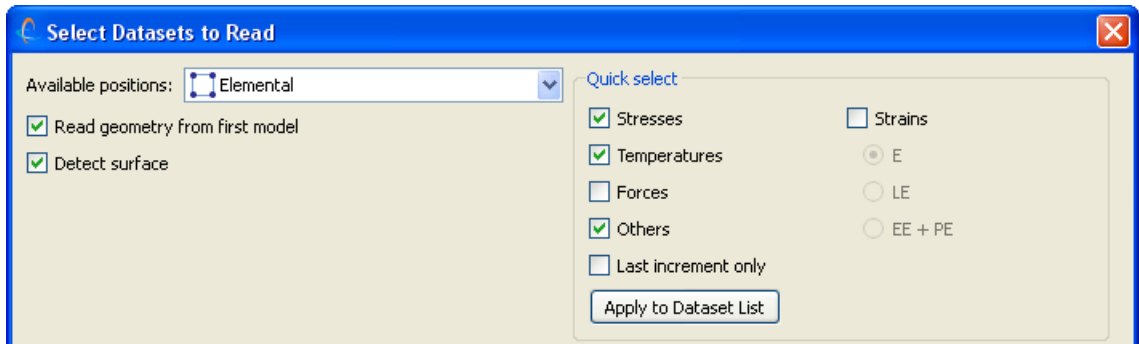 Select Datasets to Read
Available positions: Elemental
Read geometry from first model
Detect surface
Quick select
Stresses
Strains
Temperatures
E
Forces
LE
Others
EE + PE
Last increment only
Apply to Dataset List